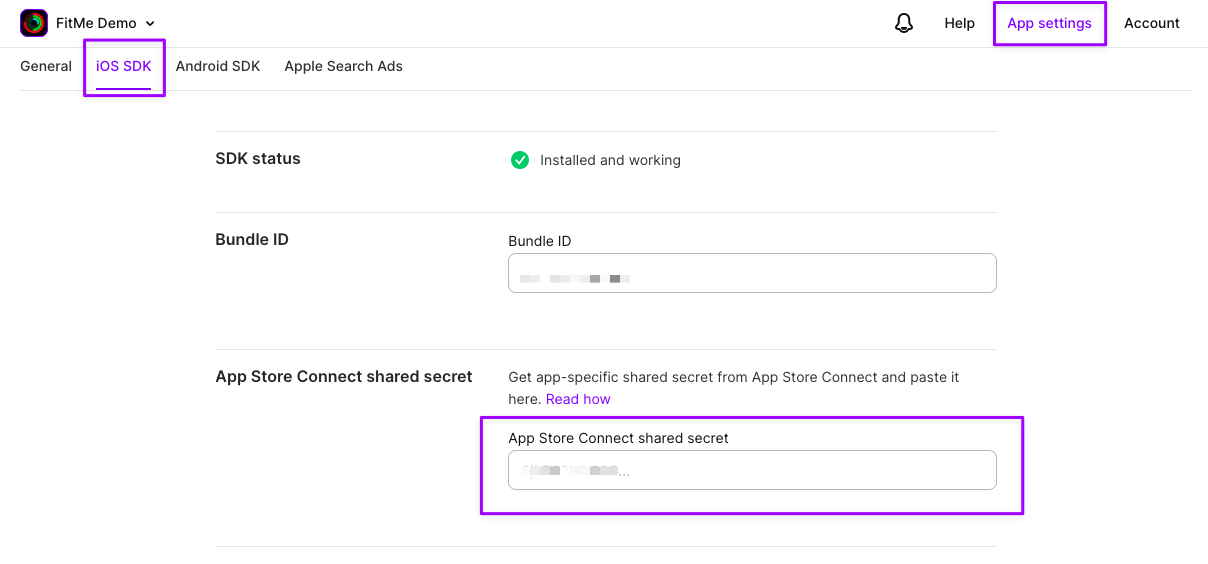 FitMe Demo
Help
App settings
Account
General
iOS SDK
Android SDK
Apple Search Ads
SDK status
Installed and working
Bundle ID
Bundle ID
App Store Connect shared secret
Get app-specific shared secret from App Store Connect and paste it
here. Read how
App Store Connect shared secret